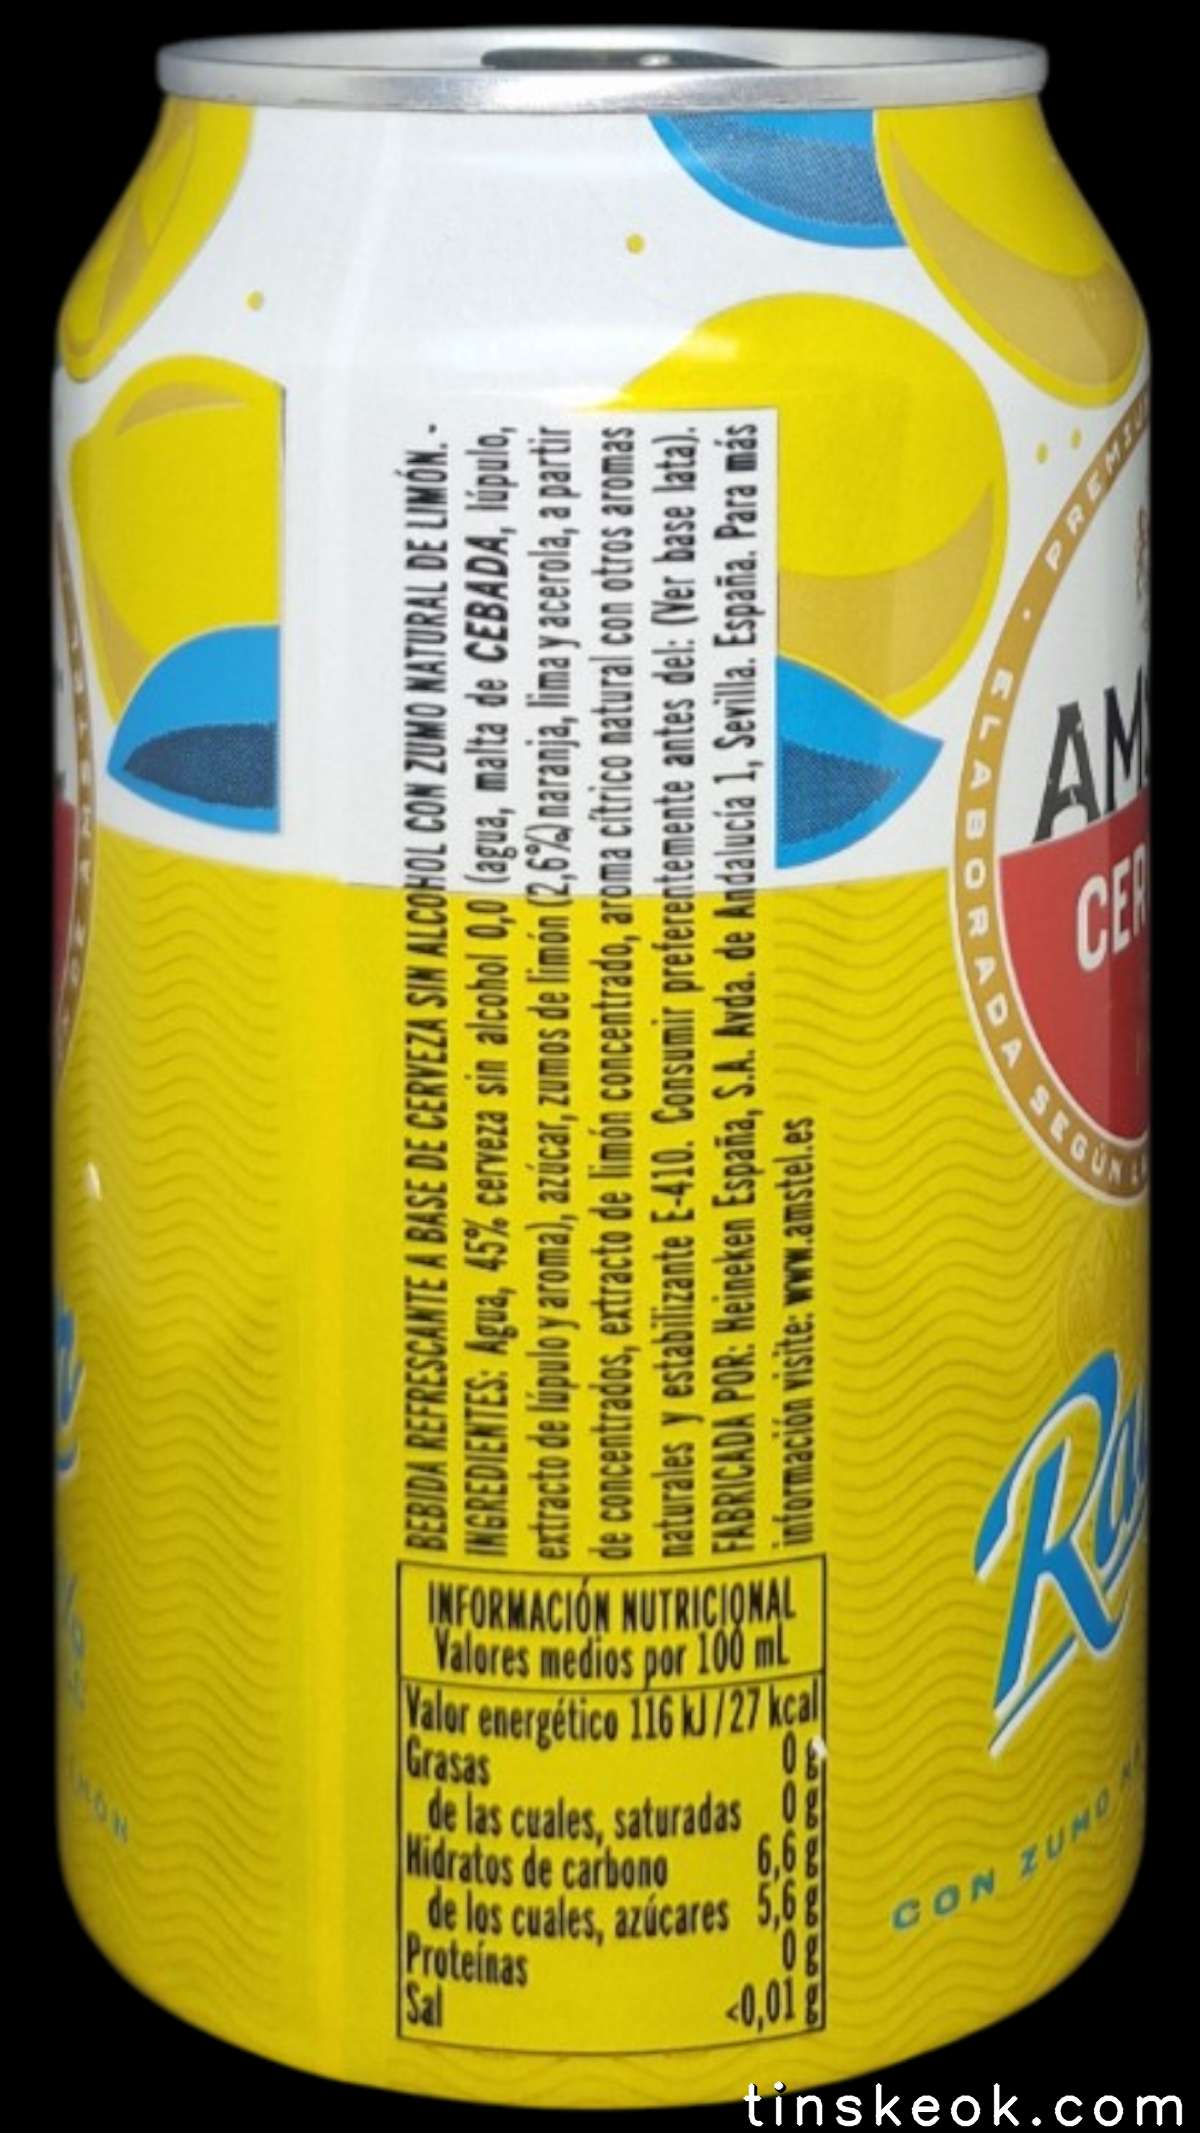 BEBIDA REFRESCANTE A BASE DE CERVEZA SIN ALCOHOL CON ZUMO NATURAL DE LIMÓN. -
INGREDIENTES: Agua, 45% cerveza sin alcohol 0,0 (agua, malta de CEBADA, lúpulo,
extracto de lúpulo y aroma), azúcar, zumos de limón (2,6%) naranja, lima y acerola, a partir
de concentrados, extracto de limón concentrado, aroma cítrico natural con otros aromas
naturales y estabilizante E-410. Consumir preferentemente antes del: (Ver base lata).
FABRICADA POR: Heineken España, S.A. Avda. de Andalucía 1, Sevilla. España. Para más
información visite: www.amstel.es
INFORMACIÓN NUTRICIONAL
Valores medios por 100 mL
Valor energético 116 kJ/27 kcal
Grasas 0 g
de las cuales, saturadas 0 g
Hidratos de carbono 6,6 g
de los cuales, azúcares 5,6 g
Proteínas 0 g
Sal <0,01 g
ELABORADA SEGÚN
CON ZUMO
tinskeok.com